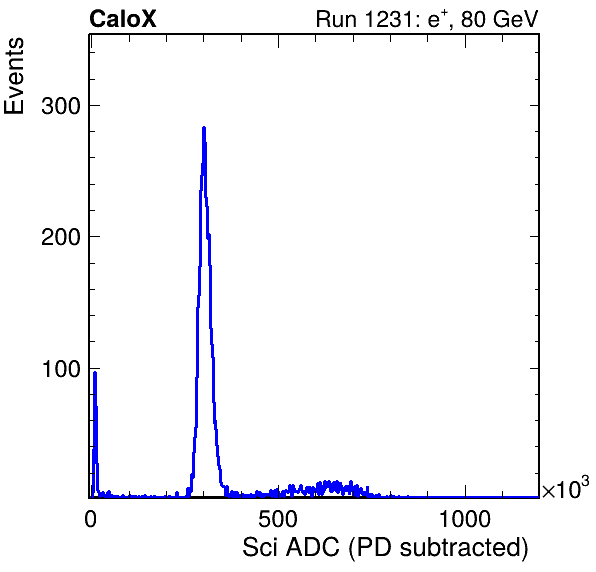 CaloX Run 1231: e⁺, 80 GeV
Events
300
200
100
0 500 1000 ×10³
Sci ADC (PD subtracted)